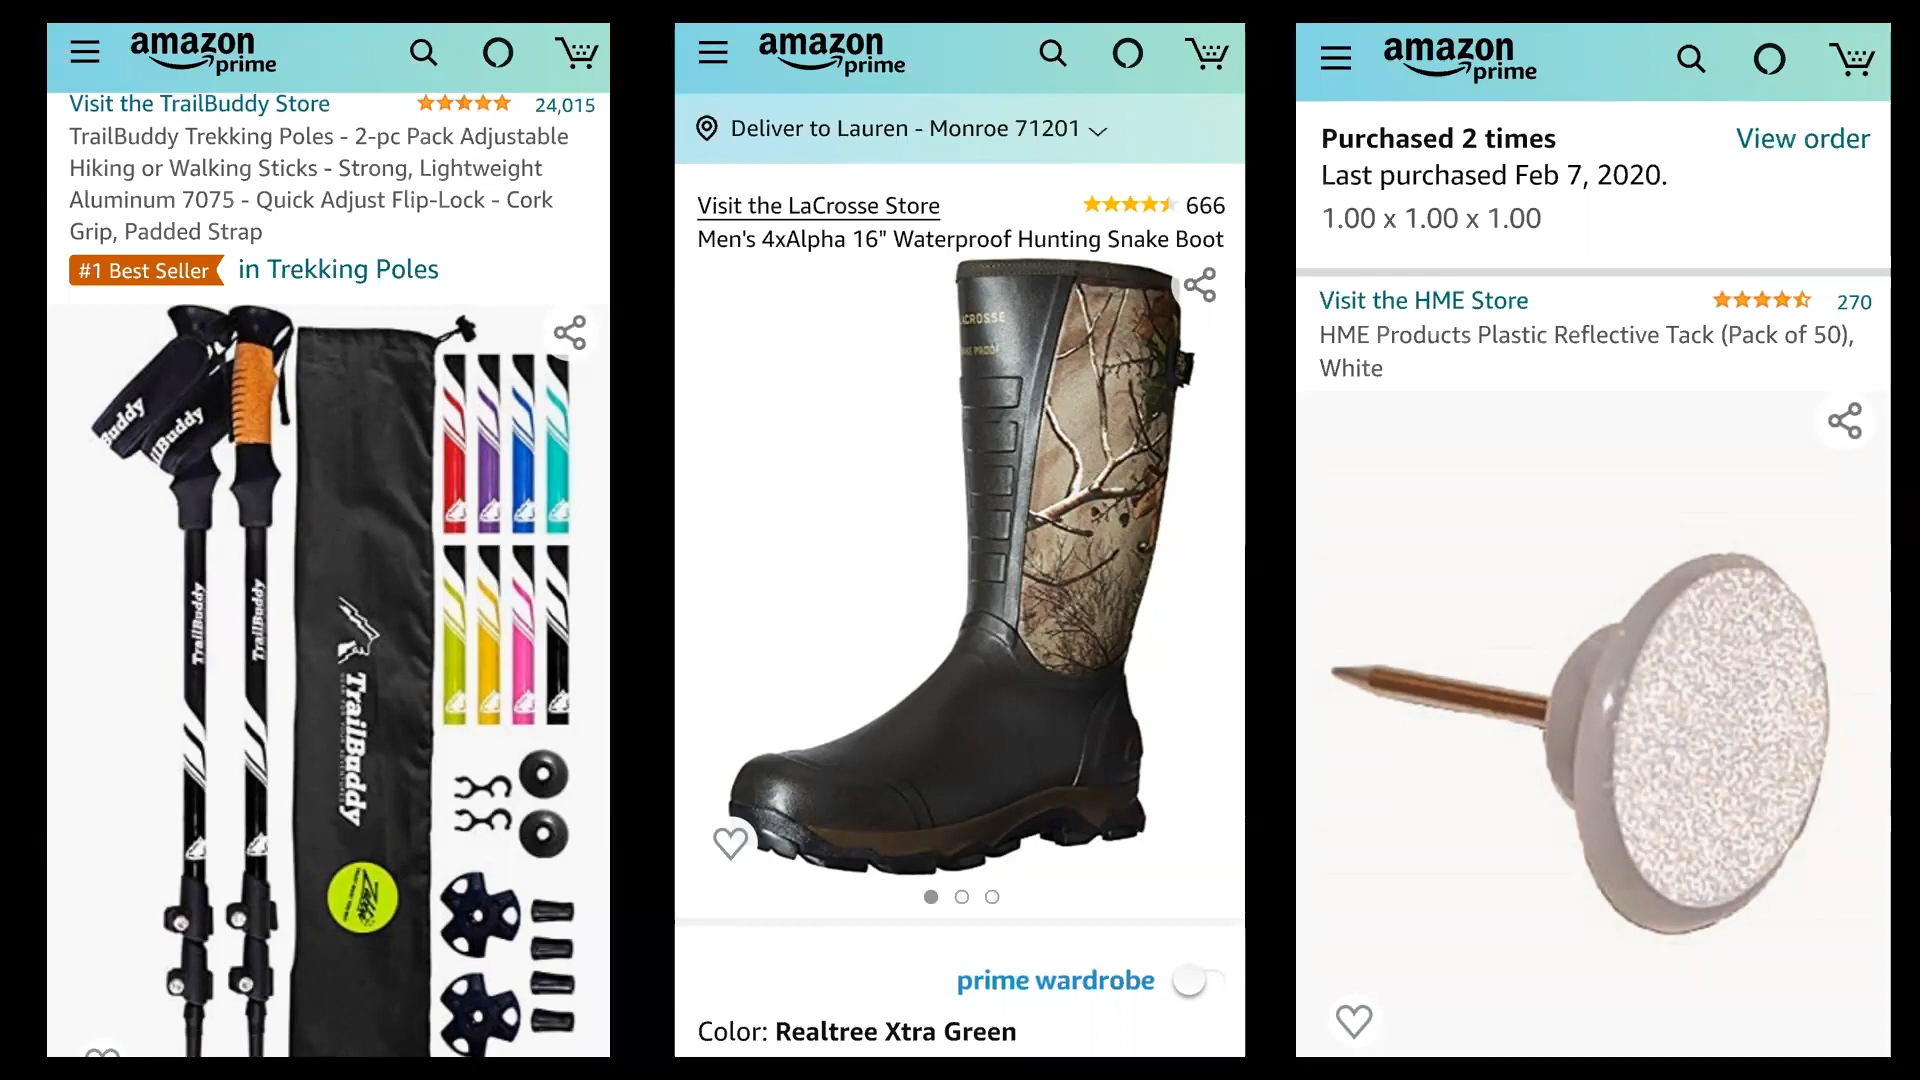 amazon prime
Visit the TrailBuddy Store 24,015
TrailBuddy Trekking Poles - 2-pc Pack Adjustable
Hiking or Walking Sticks - Strong, Lightweight
Aluminum 7075 - Quick Adjust Flip-Lock - Cork
Grip, Padded Strap
#1 Best Seller in Trekking Poles
Buddy
llBuddy
TrailBuddy
TrailBuddy
TrailBuddy
amazon prime
Deliver to Lauren - Monroe 71201
Visit the LaCrosse Store 666
Men's 4xAlpha 16" Waterproof Hunting Snake Boot
ACROSSE
prime wardrobe
Color: Realtree Xtra Green
amazon prime
Purchased 2 times View order
Last purchased Feb 7, 2020.
1.00 x 1.00 x 1.00
Visit the HME Store 270
HME Products Plastic Reflective Tack (Pack of 50),
White